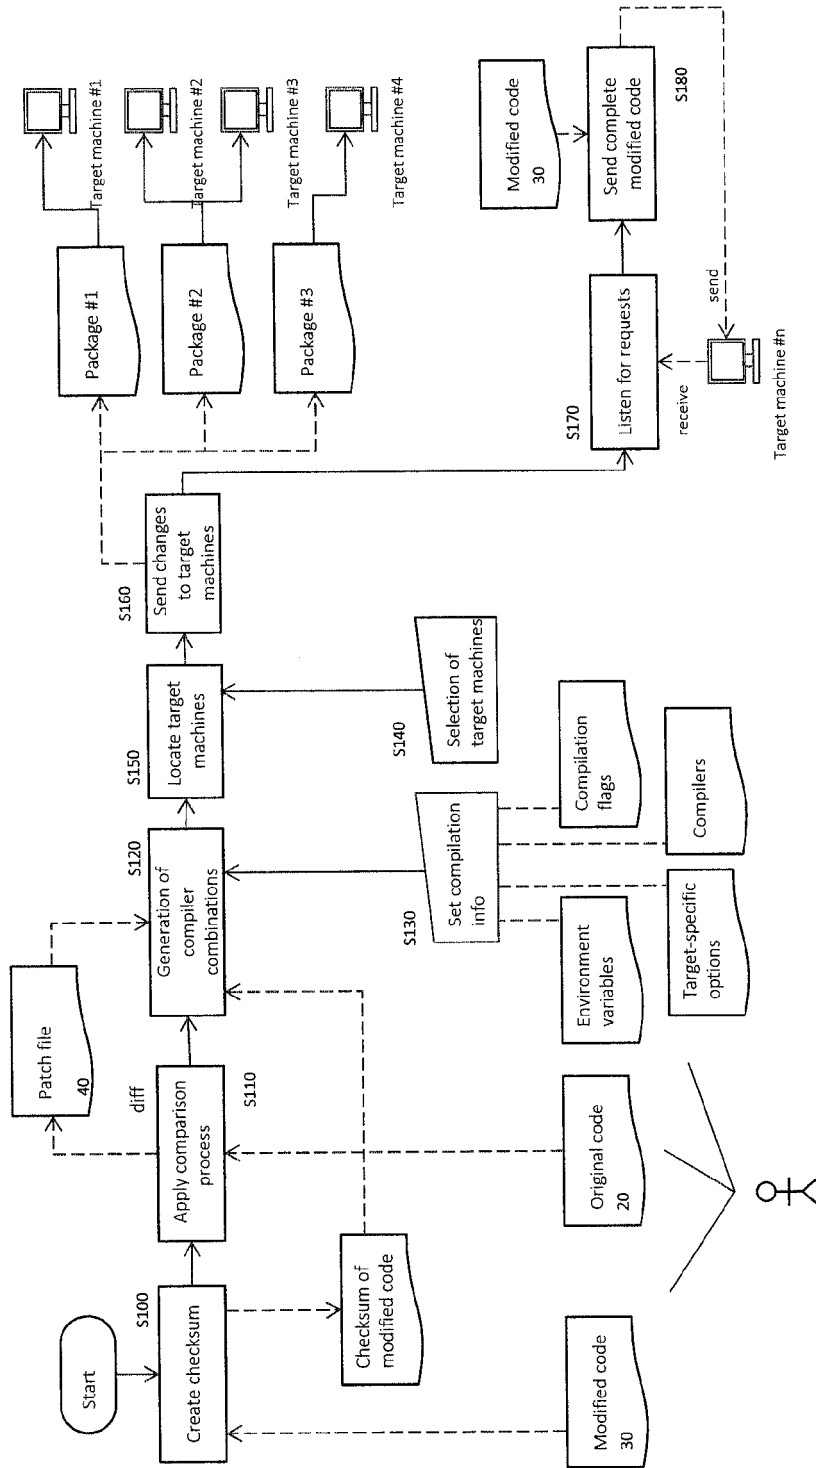 Start
S100
Create checksum
Checksum of
modified code
Modified code
30
Patch file
40
diff
Apply comparison
process
S110
Original code
20
S120
Generation of
compiler
combinations
S130
Set compilation
info
Environment
variables
Target-specific
options
Compilation
flags
Compilers
S150
Locate target
machines
S140
Selection of
target machines
S160
Send changes
to target
machines
Package #1
Package #2
Package #3
Target machine #1
Target machine #2
Target machine #3
Target machine #4
S170
Listen for requests
receive
send
Target machine #n
Modified code
30
Send complete
modified code
S180